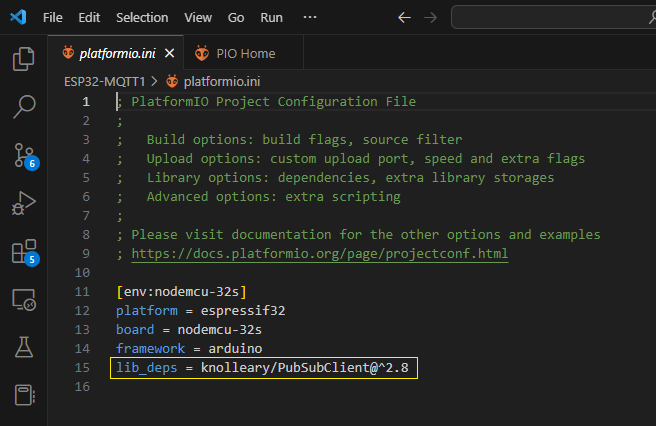 File Edit Selection View Go Run ···
platformio.ini PIO Home
ESP32-MQTT1 > platformio.ini
1 ; PlatformIO Project Configuration File
2 ;
3 ;   Build options: build flags, source filter
4 ;   Upload options: custom upload port, speed and extra flags
5 ;   Library options: dependencies, extra library storages
6 ;   Advanced options: extra scripting
7 ;
8 ; Please visit documentation for the other options and examples
9 ; https://docs.platformio.org/page/projectconf.html
10
11 [env:nodemcu-32s]
12 platform = espressif32
13 board = nodemcu-32s
14 framework = arduino
15 lib_deps = knolleary/PubSubClient@^2.8
16
6
5